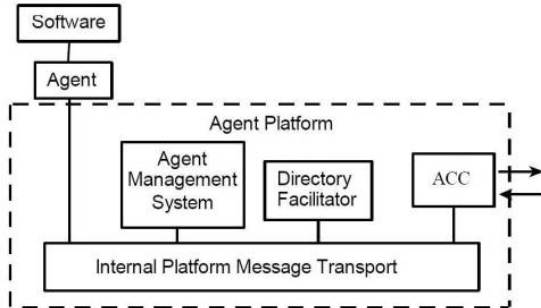 Software
Agent
Agent Platform
Agent
Management
System
Directory
Facilitator
ACC
Internal Platform Message Transport